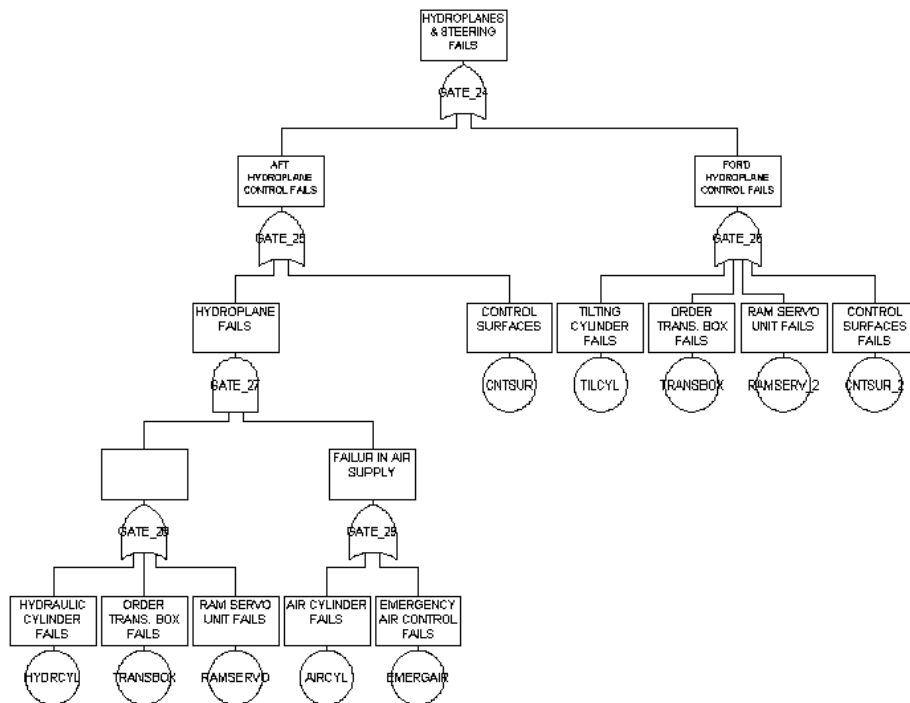 HYDROPLANES
& STEERING
FAILS
GATE_24
AFT
HYDROPLANE
CONTROL FAILS
FORD
HYDROPLANE
CONTROL FAILS
GATE_25
GATE_26
HYDROPLANE
FAILS
CONTROL
SURFACES
TILTING
CYLINDER
FAILS
ORDER
TRANS. BOX
FAILS
RAM SERVO
UNIT FAILS
CONTROL
SURFACES
FAILS
GATE_27
CNTSUR
TILCYL
TRANSBOX
RAMSERV_2
CNTSUR_2
FAILUR IN AIR
SUPPLY
GATE_28
GATE_29
HYDRAULIC
CYLINDER
FAILS
ORDER
TRANS. BOX
FAILS
RAM SERVO
UNIT FAILS
AIR CYLINDER
FAILS
EMERGENCY
AIR CONTROL
FAILS
HYDRCYL
TRANSBOX
RAMSERVO
AIRCYL
EMERGAIR